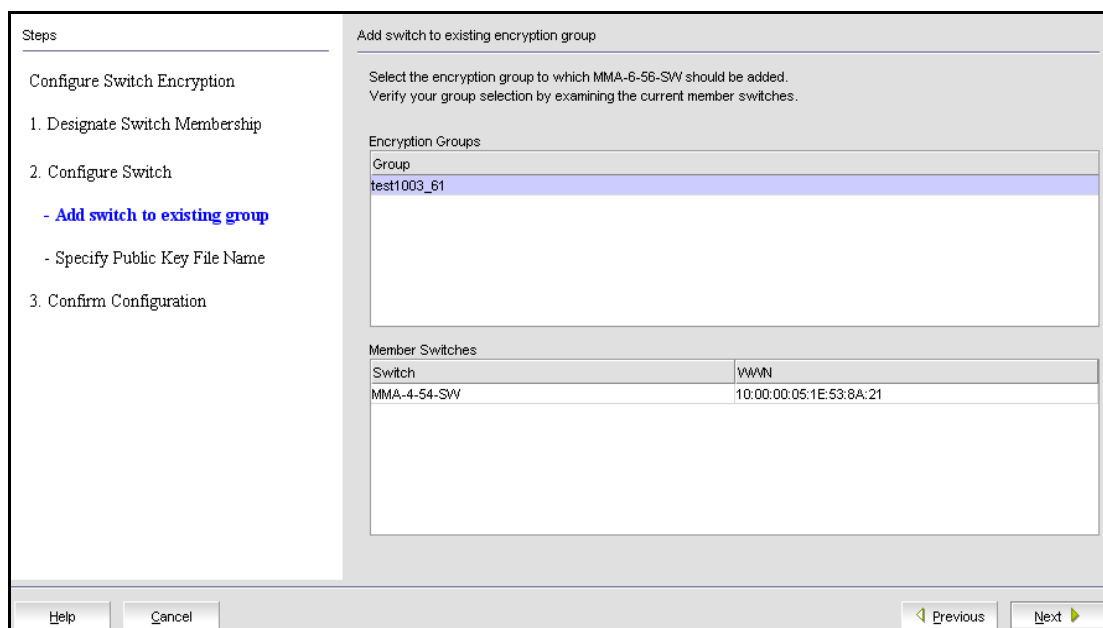 Steps
Configure Switch Encryption
1. Designate Switch Membership
2. Configure Switch
- Add switch to existing group
- Specify Public Key File Name
3. Confirm Configuration
Add switch to existing encryption group
Select the encryption group to which MMA-6-56-SW should be added.
Verify your group selection by examining the current member switches.
Encryption Groups
Group
test1003_61
Member Switches
Switch WWN
MMA-4-54-SW 10:00:00:05:1E:53:8A:21
Help Cancel Previous Next